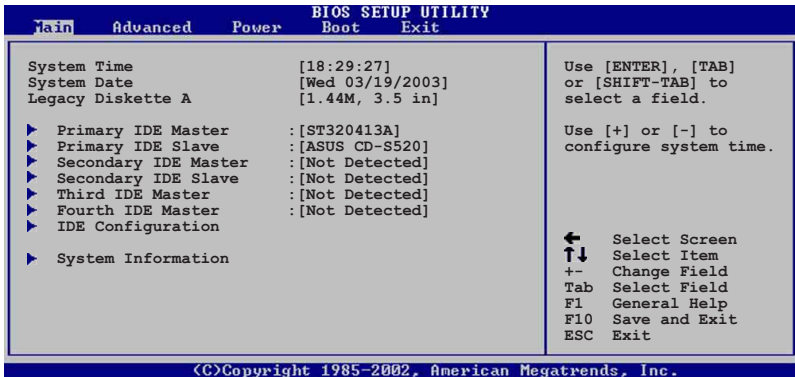 BIOS SETUP UTILITY
Main Advanced Power Boot Exit
System Time [18:29:27]
System Date [Wed 03/19/2003]
Legacy Diskette A [1.44M, 3.5 in]
Primary IDE Master :[ST320413A]
Primary IDE Slave :[ASUS CD-S520]
Secondary IDE Master :[Not Detected]
Secondary IDE Slave :[Not Detected]
Third IDE Master :[Not Detected]
Fourth IDE Master :[Not Detected]
IDE Configuration
System Information
Use [ENTER], [TAB]
or [SHIFT-TAB] to
select a field.
Use [+] or [-] to
configure system time.
← Select Screen
↑↓ Select Item
+- Change Field
Tab Select Field
F1 General Help
F10 Save and Exit
ESC Exit
(C)Copyright 1985-2002, American Megatrends, Inc.